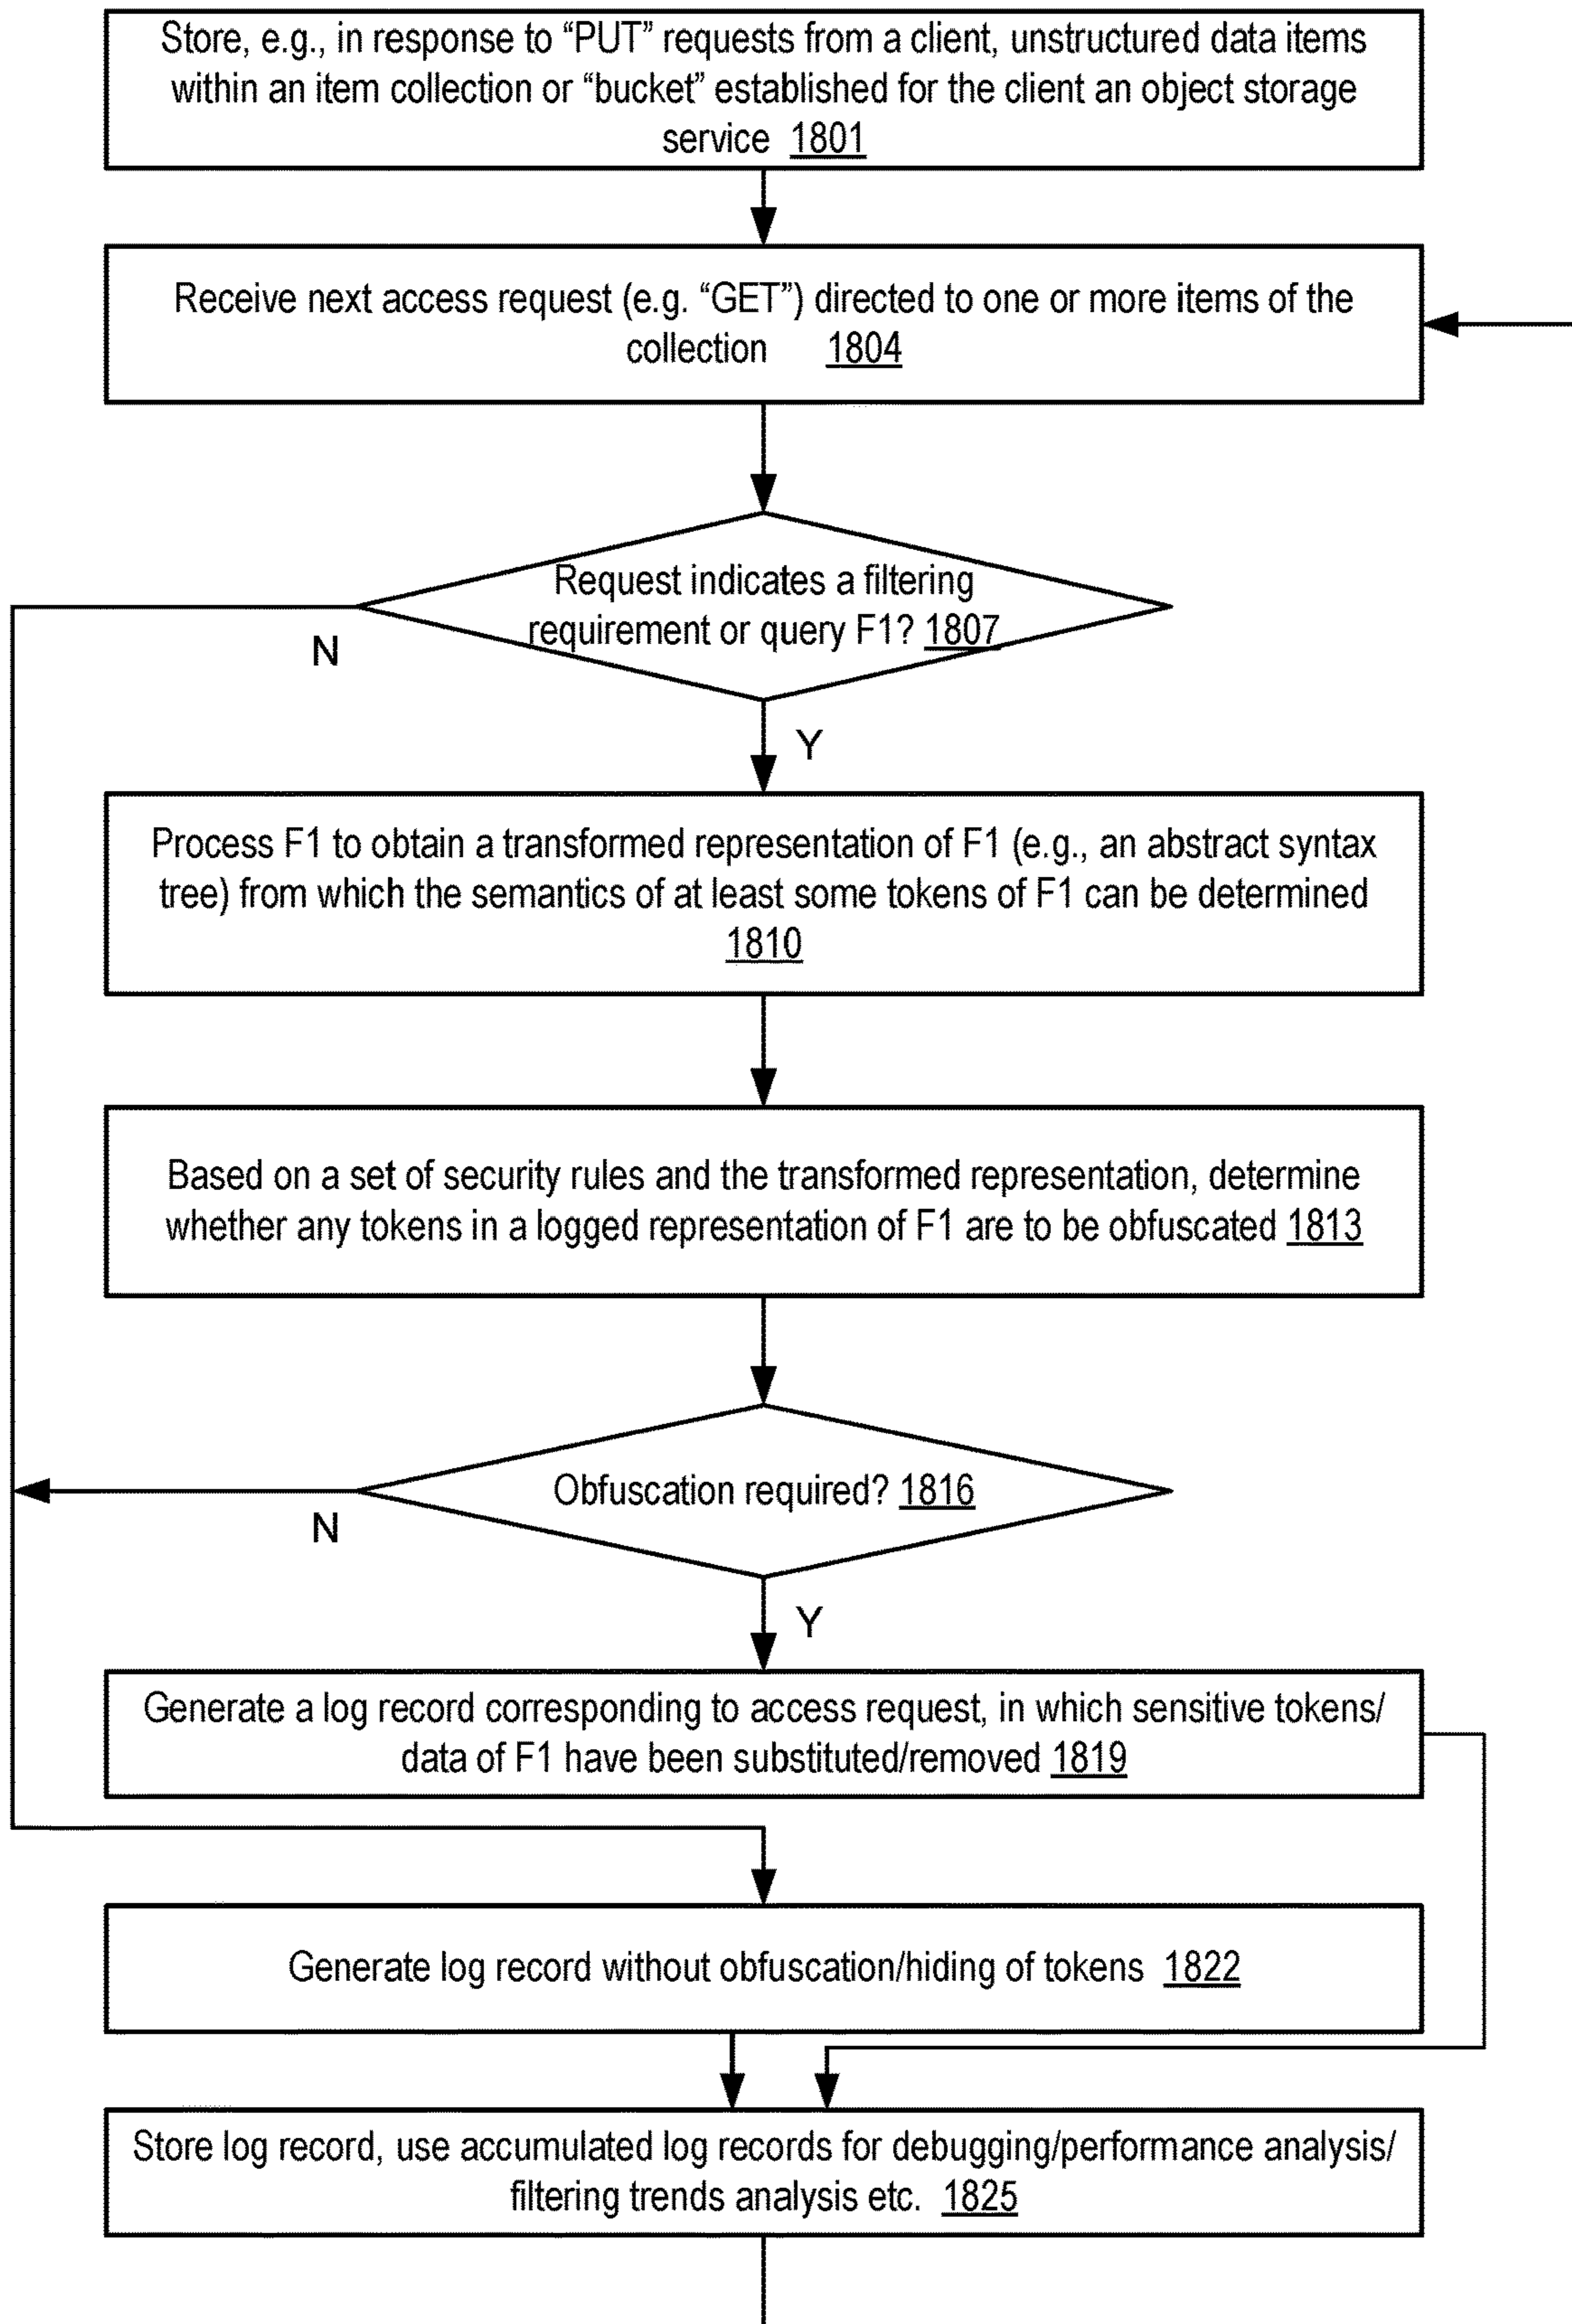 Store, e.g., in response to “PUT” requests from a client, unstructured data items
within an item collection or “bucket” established for the client an object storage
service 1801
Receive next access request (e.g. “GET”) directed to one or more items of the
collection 1804
Request indicates a filtering
requirement or query F1? 1807
N
Y
Process F1 to obtain a transformed representation of F1 (e.g., an abstract syntax
tree) from which the semantics of at least some tokens of F1 can be determined
1810
Based on a set of security rules and the transformed representation, determine
whether any tokens in a logged representation of F1 are to be obfuscated 1813
Obfuscation required? 1816
N
Y
Generate a log record corresponding to access request, in which sensitive tokens/
data of F1 have been substituted/removed 1819
Generate log record without obfuscation/hiding of tokens 1822
Store log record, use accumulated log records for debugging/performance analysis/
filtering trends analysis etc. 1825